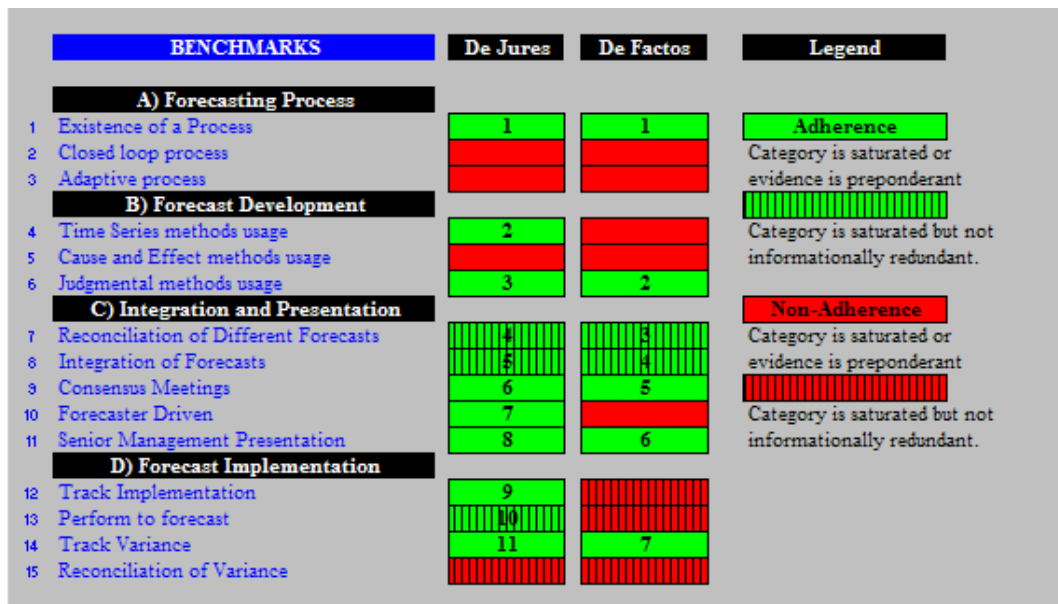 BENCHMARKS De Jures De Factos Legend
A) Forecasting Process
1 Existence of a Process 1 1 Adherence
2 Closed loop process Category is saturated or
3 Adaptive process evidence is preponderant
B) Forecast Development
4 Time Series methods usage 2 Category is saturated but not
5 Cause and Effect methods usage informationally redundant.
6 Judgmental methods usage 3 2
C) Integration and Presentation Non-Adherence
7 Reconciliation of Different Forecasts 4 3 Category is saturated or
8 Integration of Forecasts 5 4 evidence is preponderant
9 Consensus Meetings 6 5
10 Forecaster Driven 7 Category is saturated but not
11 Senior Management Presentation 8 6 informationally redundant.
D) Forecast Implementation
12 Track Implementation 9
13 Perform to forecast 10
14 Track Variance 11 7
15 Reconciliation of Variance